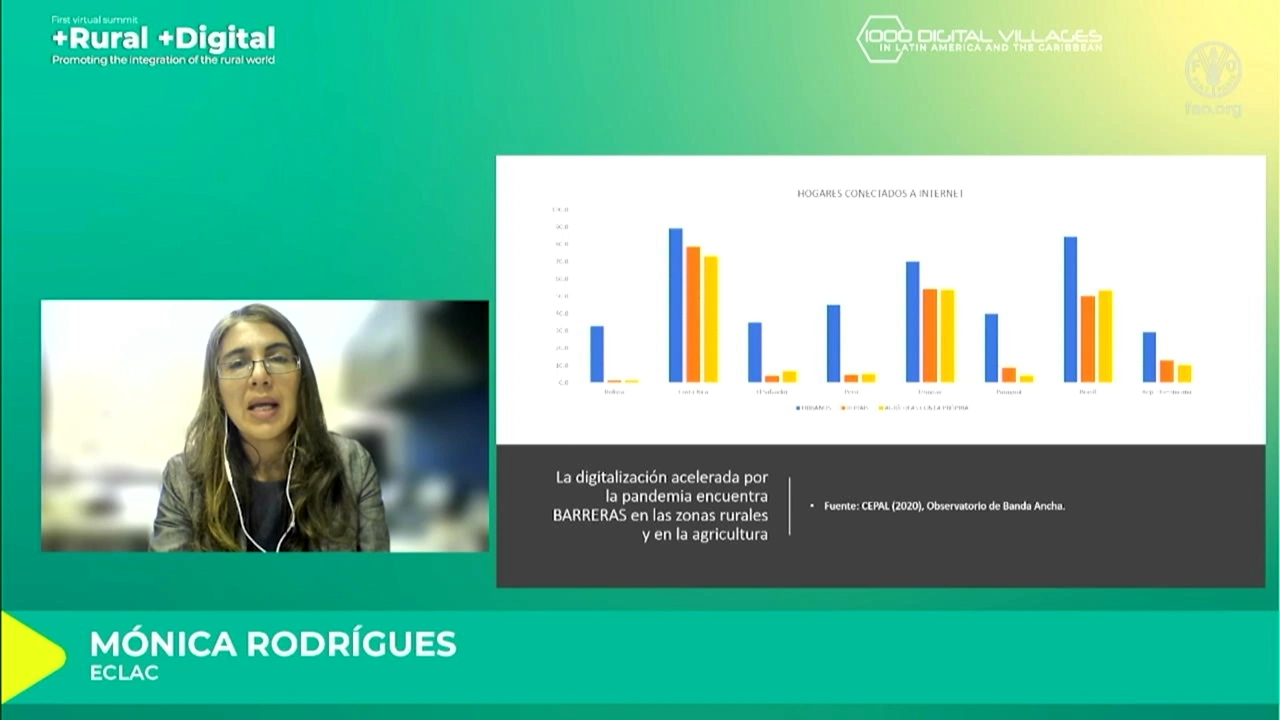 First virtual summit
+Rural +Digital
Promoting the integration of the rural world
1000 DIGITAL VILLAGES
IN LATIN AMERICA AND THE CARIBBEAN
FAO
fao.org
HOGARES CONECTADOS A INTERNET
Bolivia Costa Rica El Salvador Perú Uruguay Paraguay Brasil Rep. Dominicana
La digitalización acelerada por
la pandemia encuentra
BARRERAS en las zonas rurales
y en la agricultura
• Fuente: CEPAL (2020), Observatorio de Banda Ancha.
MÓNICA RODRÍGUES
ECLAC